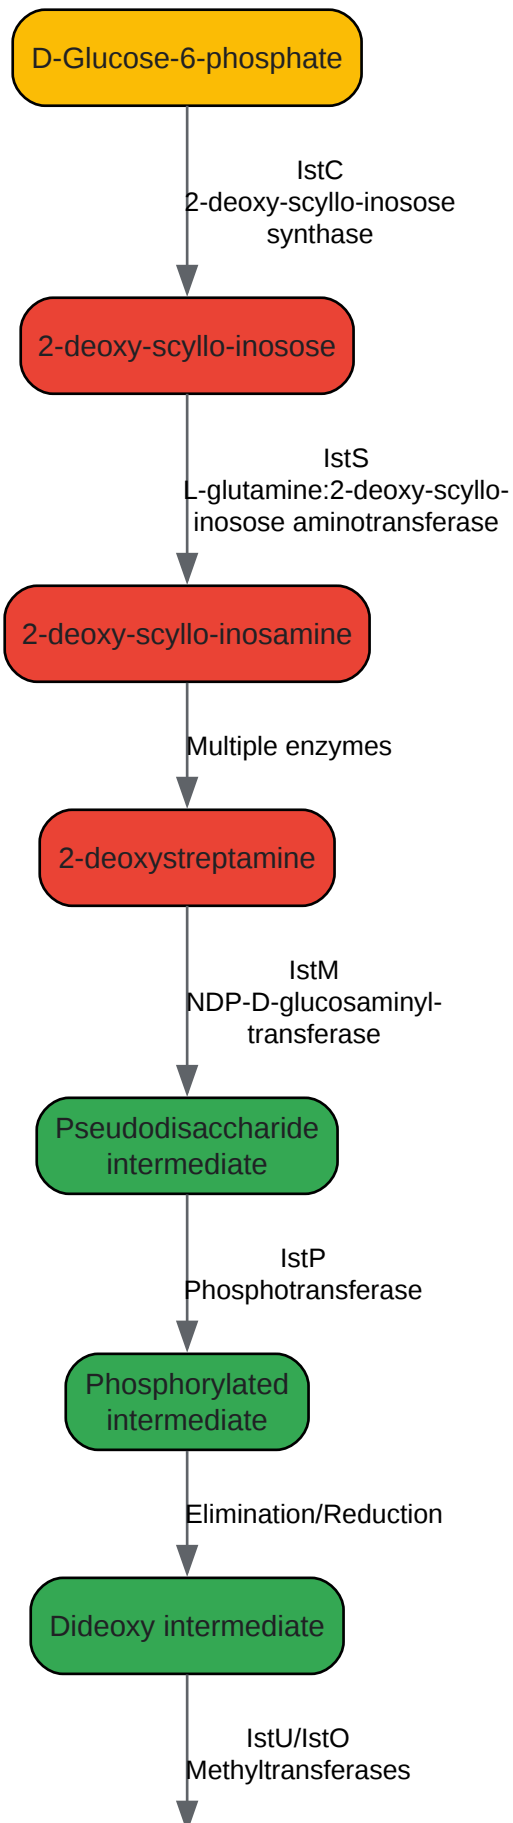 D-Glucose-6-phosphate
IstC
2-deoxy-scyllo-inosose
synthase
2-deoxy-scyllo-inosose
IstS
L-glutamine:2-deoxy-scyllo-
inosose aminotransferase
2-deoxy-scyllo-inosamine
Multiple enzymes
2-deoxystreptamine
IstM
NDP-D-glucosaminyl-
transferase
Pseudodisaccharide
intermediate
IstP
Phosphotransferase
Phosphorylated
intermediate
Elimination/Reduction
Dideoxy intermediate
IstU/IstO
Methyltransferases